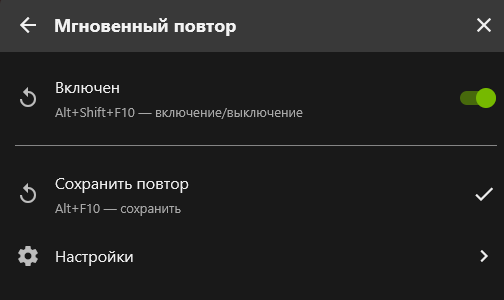 Мгновенный повтор
Включен
Alt+Shift+F10 — включение/выключение
Сохранить повтор
Alt+F10 — сохранить
Настройки